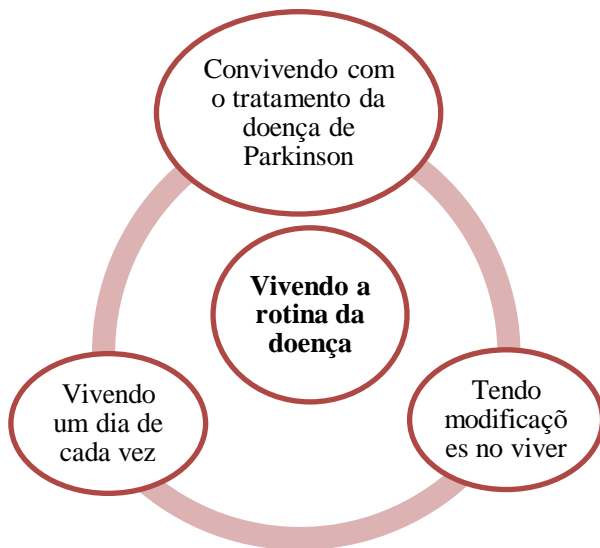 Convivendo com
o tratamento da
doença de
Parkinson
Vivendo a
rotina da
doença
Vivendo
um dia de
cada vez
Tendo
modificaçõ
es no viver